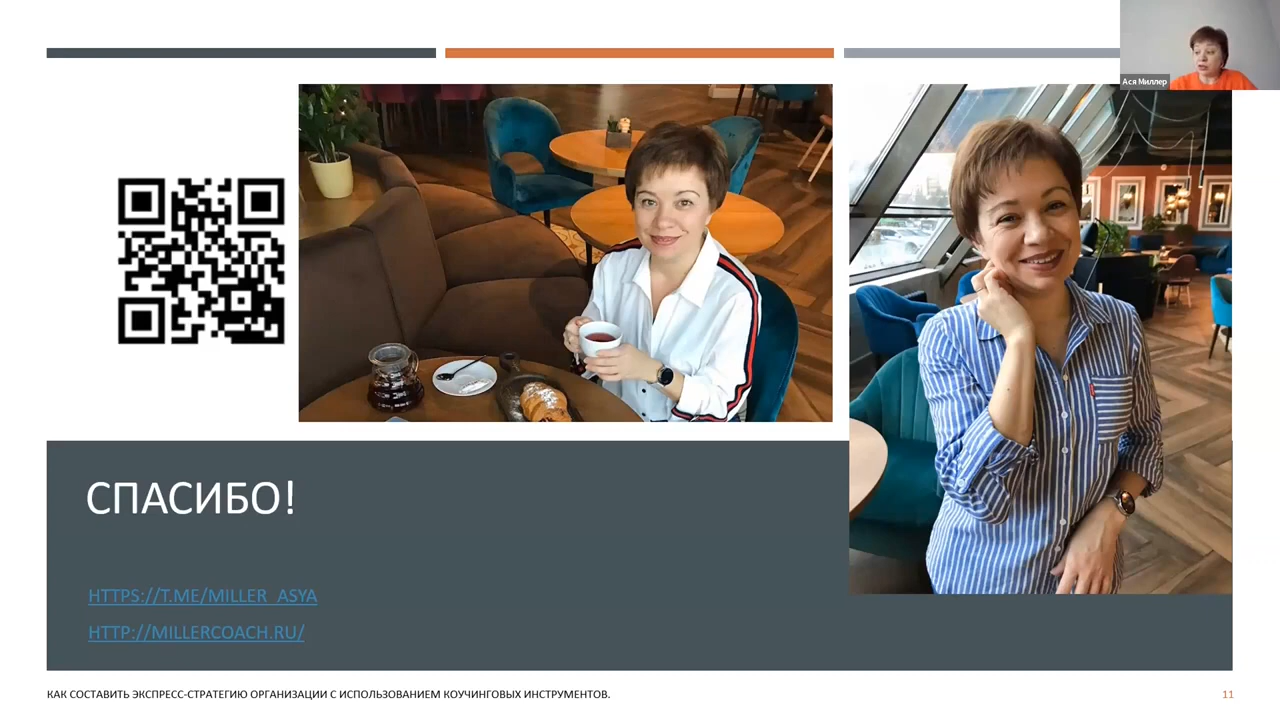 Ася Миллер
СПАСИБО!
HTTPS://T.ME/MILLER_ASYA
HTTP://MILLERCOACH.RU/
КАК СОСТАВИТЬ ЭКСПРЕСС-СТРАТЕГИЮ ОРГАНИЗАЦИИ С ИСПОЛЬЗОВАНИЕМ КОУЧИНГОВЫХ ИНСТРУМЕНТОВ.
11